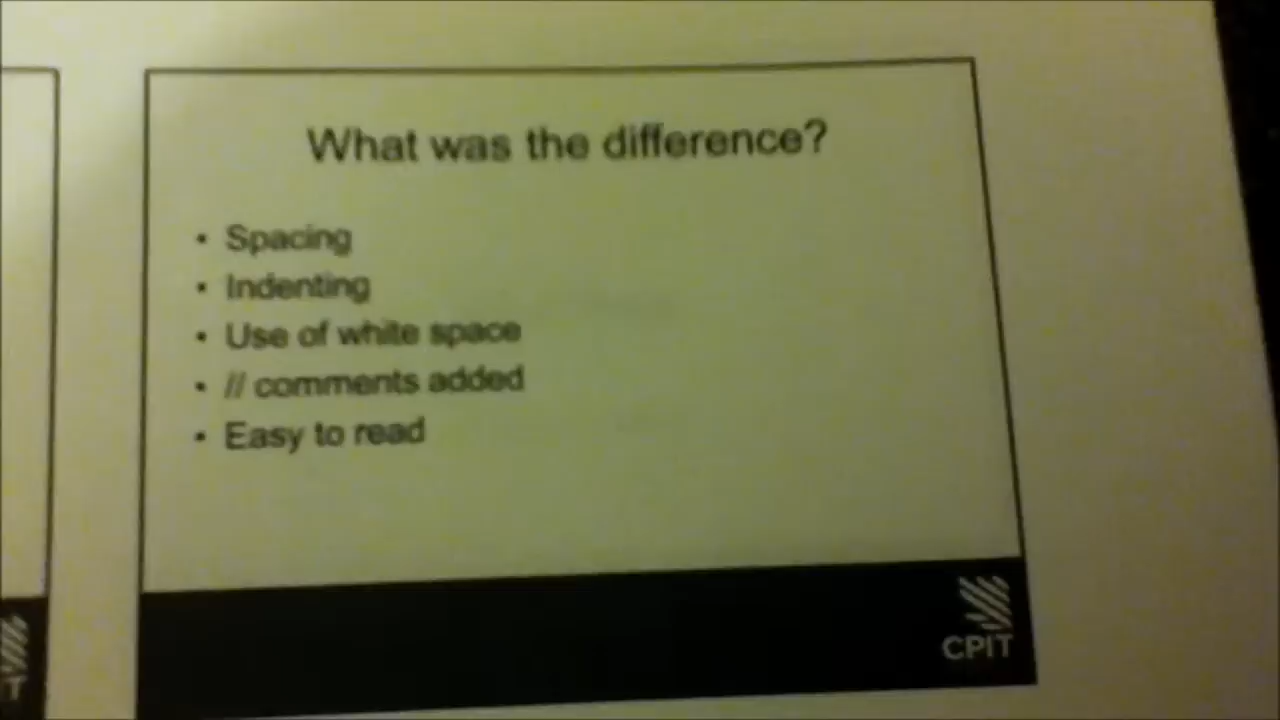 What was the difference?
• Spacing
• Indenting
• Use of white space
• // comments added
• Easy to read
CPIT
T